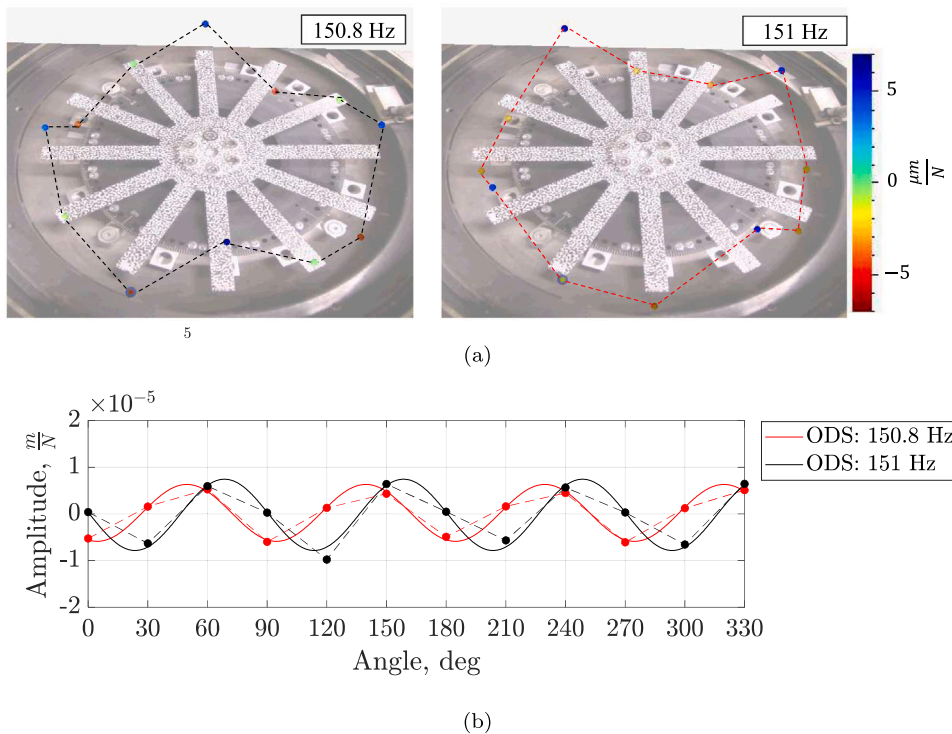 150.8 Hz
151 Hz
5
0
−5
μm/N
5
(a)
×10⁻⁵
2
1
0
-1
-2
Amplitude, m/N
0 30 60 90 120 150 180 210 240 270 300 330
Angle, deg
ODS: 150.8 Hz
ODS: 151 Hz
(b)